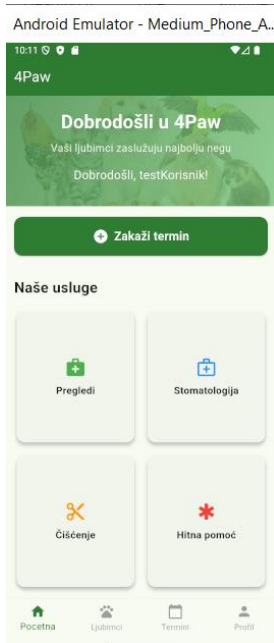 Android Emulator - Medium_Phone_A..
10:11
4Paw
Dobrodošli u 4Paw
Vaši ljubimci zaslužuju najbolju negu
Dobrodošli, testKorisnik!
Zakaži termin
Naše usluge
Pregledi
Stomatologija
Čišćenje
Hitna pomoć
Pocetna
Ljubimci
Termini
Profil